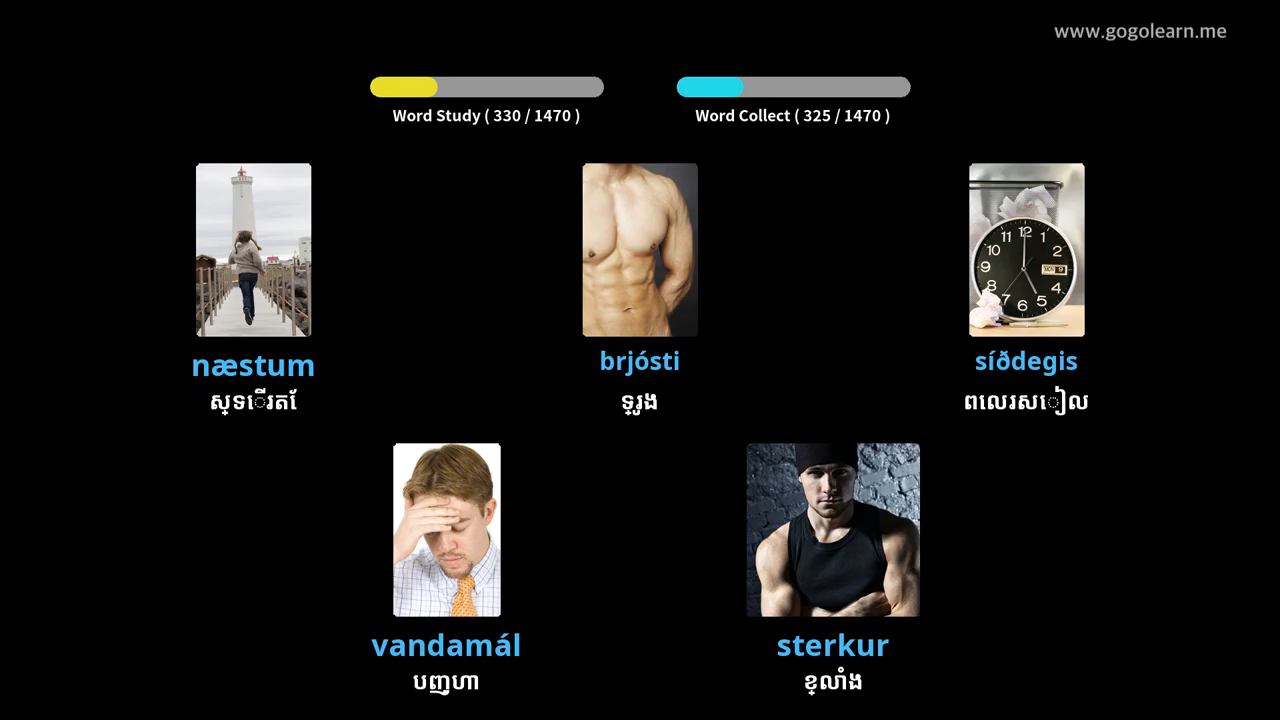 www.gogolearn.me
Word Study ( 330 / 1470 )
Word Collect ( 325 / 1470 )
næstum
ស្ទើរតែ
brjósti
ទ្រូង
síðdegis
ពេលរសៀល
vandamál
បញ្ហា
sterkur
ខ្លាំង